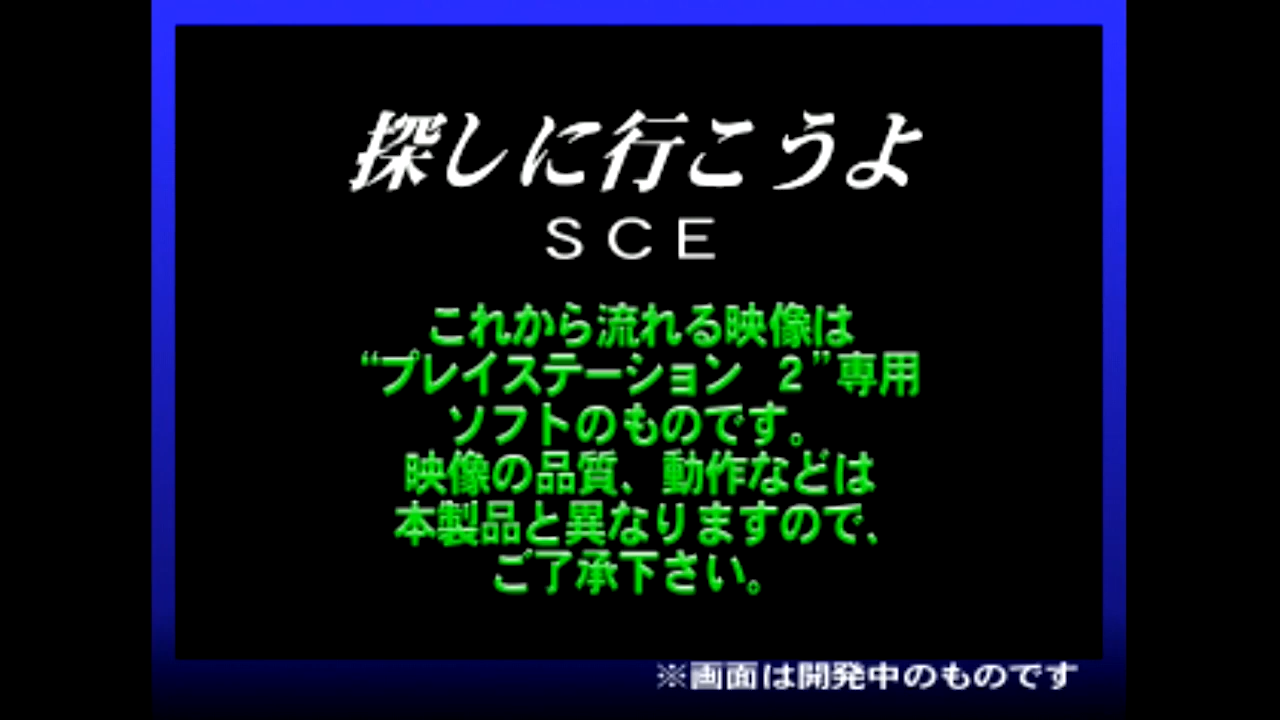 探しに行こうよ
ＳＣＥ
これから流れる映像は
“プレイステーション　２”専用
ソフトのものです。
映像の品質、動作などは
本製品と異なりますので、
ご了承下さい。
※画面は開発中のものです